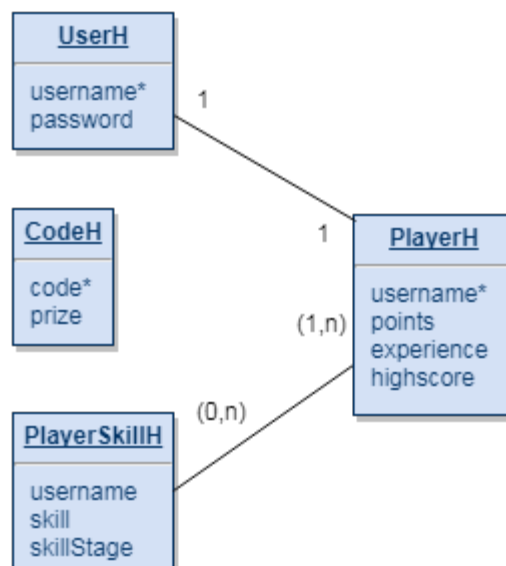 UserH
username*
password
1
1
CodeH
code*
prize
PlayerH
username*
points
experience
highscore
(1,n)
(0,n)
PlayerSkillH
username
skill
skillStage